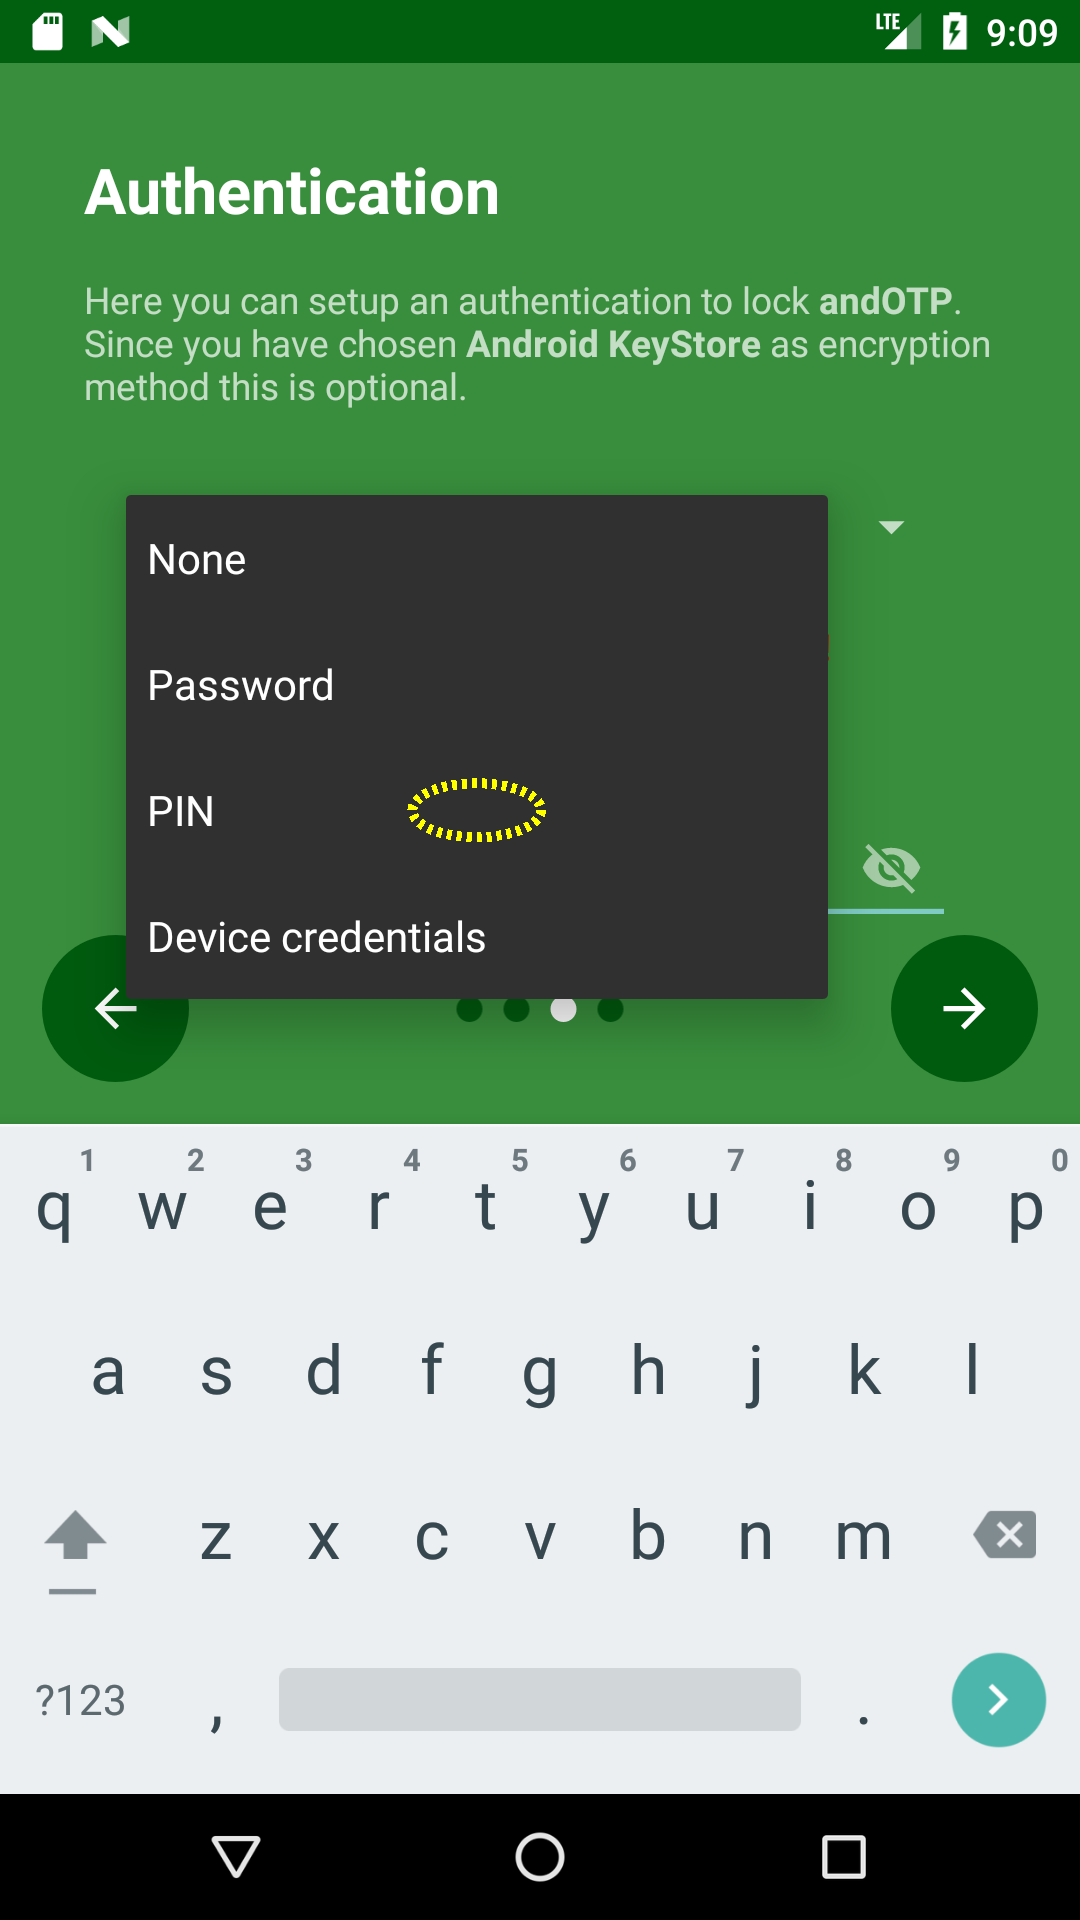 LTE 9:09
Authentication
Here you can setup an authentication to lock andOTP.
Since you have chosen Android KeyStore as encryption
method this is optional.
None
Password
PIN
Device credentials
1 2 3 4 5 6 7 8 9 0
q w e r t y u i o p
a s d f g h j k l
z x c v b n m
?123 , .